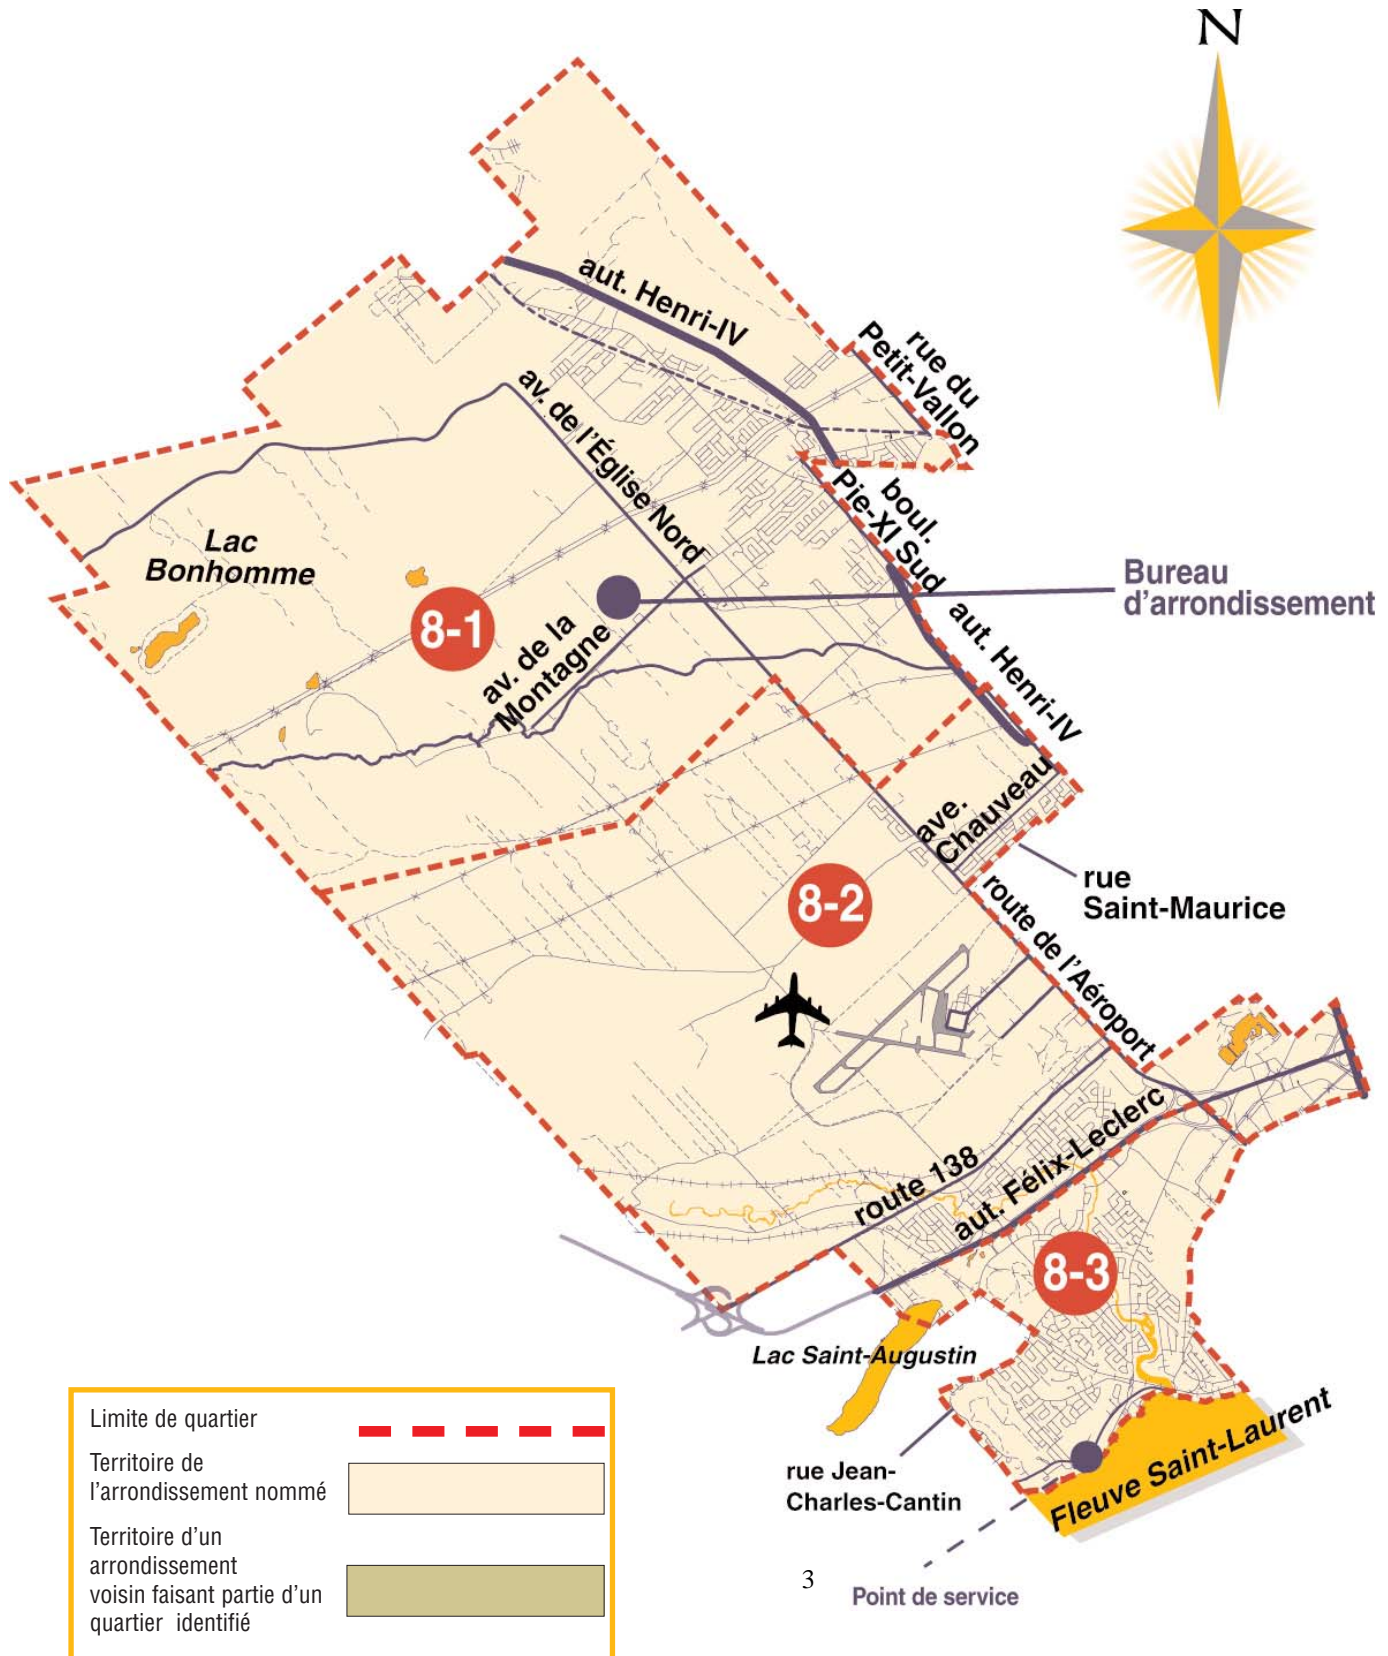 N
aut. Henri-IV
rue du
Petit-Vallon
av. de l'Église Nord
boul.
Pie-XI Sud
Lac
Bonhomme
Bureau
d'arrondissement
8-1
av. de la
Montagne
aut. Henri-IV
ave.
Chauveau
rue
Saint-Maurice
8-2
route de l'Aéroport
route 138
aut. Félix-Leclerc
8-3
Lac Saint-Augustin
rue Jean-
Charles-Cantin
Fleuve Saint-Laurent
Point de service
Limite de quartier
Territoire de
l'arrondissement nommé
Territoire d'un
arrondissement
voisin faisant partie d'un
quartier identifié
3